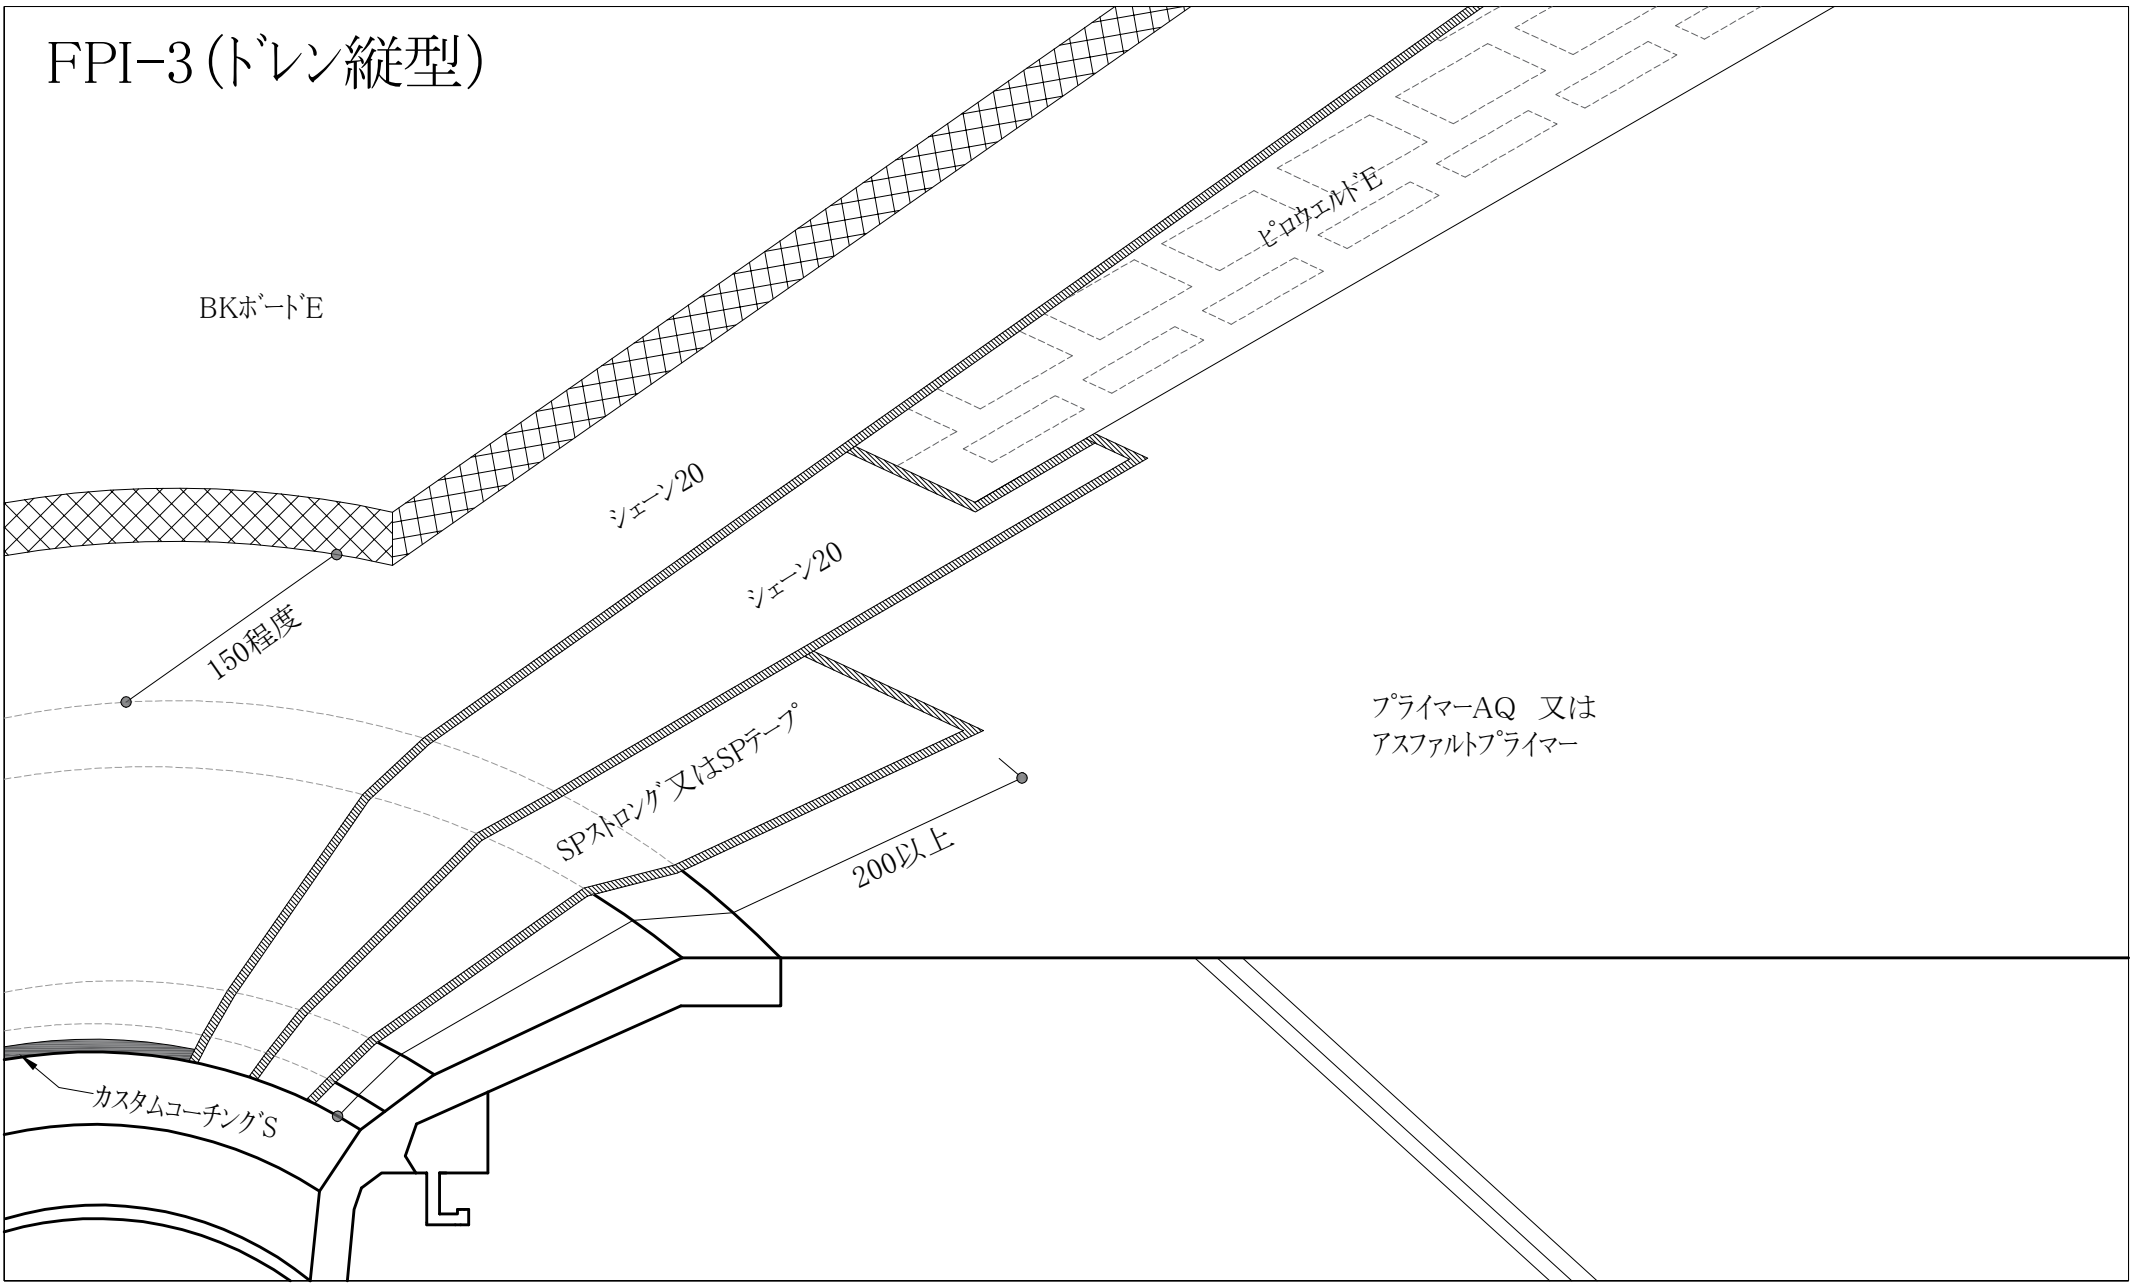 FPI-3(ドレン縦型)
BKボードE
ピロウェルドE
シェーン20
シェーン20
150程度
SPストロング又はSPテープ
200以上
プライマーAQ 又は
アスファルトプライマー
カスタムコーチングS